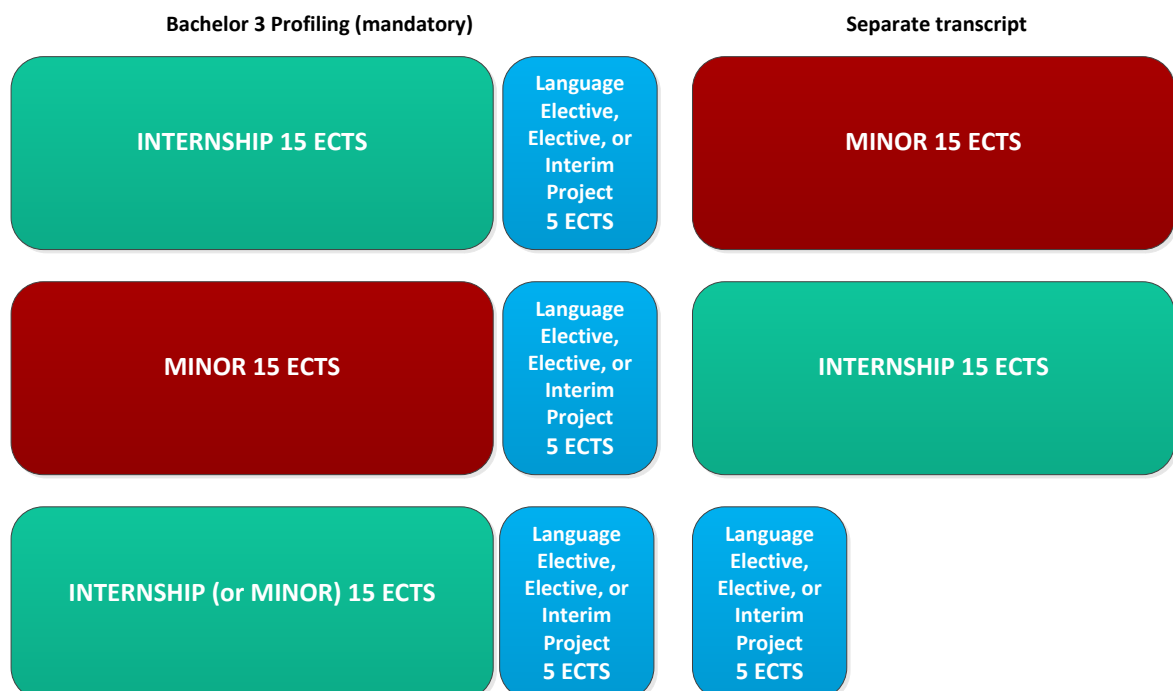 Bachelor 3 Profiling (mandatory)
Separate transcript
INTERNSHIP 15 ECTS
Language
Elective,
Elective, or
Interim
Project
5 ECTS
MINOR 15 ECTS
MINOR 15 ECTS
Language
Elective,
Elective, or
Interim
Project
5 ECTS
INTERNSHIP 15 ECTS
INTERNSHIP (or MINOR) 15 ECTS
Language
Elective,
Elective, or
Interim
Project
5 ECTS
Language
Elective,
Elective, or
Interim
Project
5 ECTS